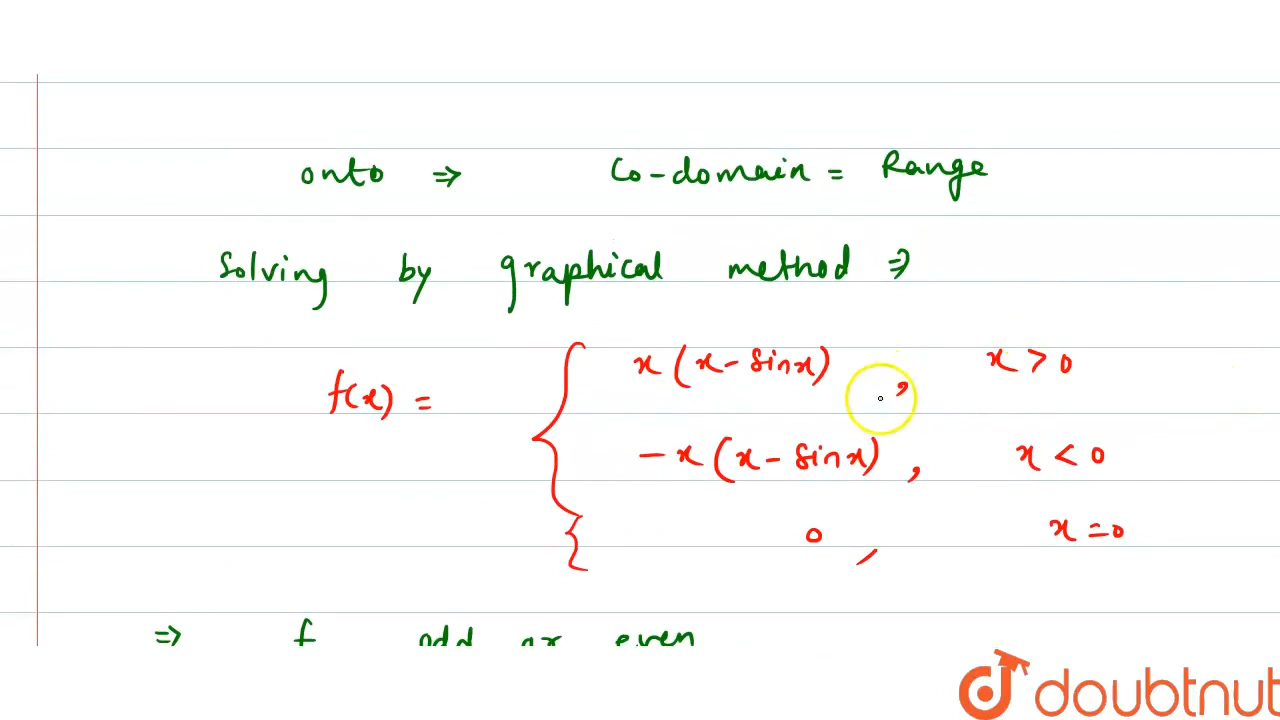 onto ⇒ Co-domain = Range
Solving by graphical method ⇒
f(x) = { x(x - sinx) , x > 0
-x(x - sinx) , x < 0
{ 0 , x = 0
⇒ f odd or even
doubtnut